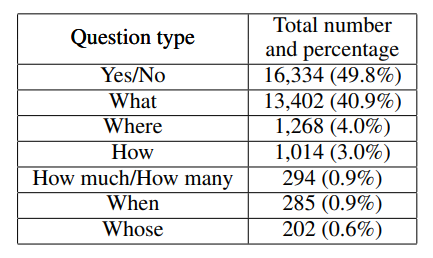 Question type Total number and percentage
Yes/No 16,334 (49.8%)
What 13,402 (40.9%)
Where 1,268 (4.0%)
How 1,014 (3.0%)
How much/How many 294 (0.9%)
When 285 (0.9%)
Whose 202 (0.6%)